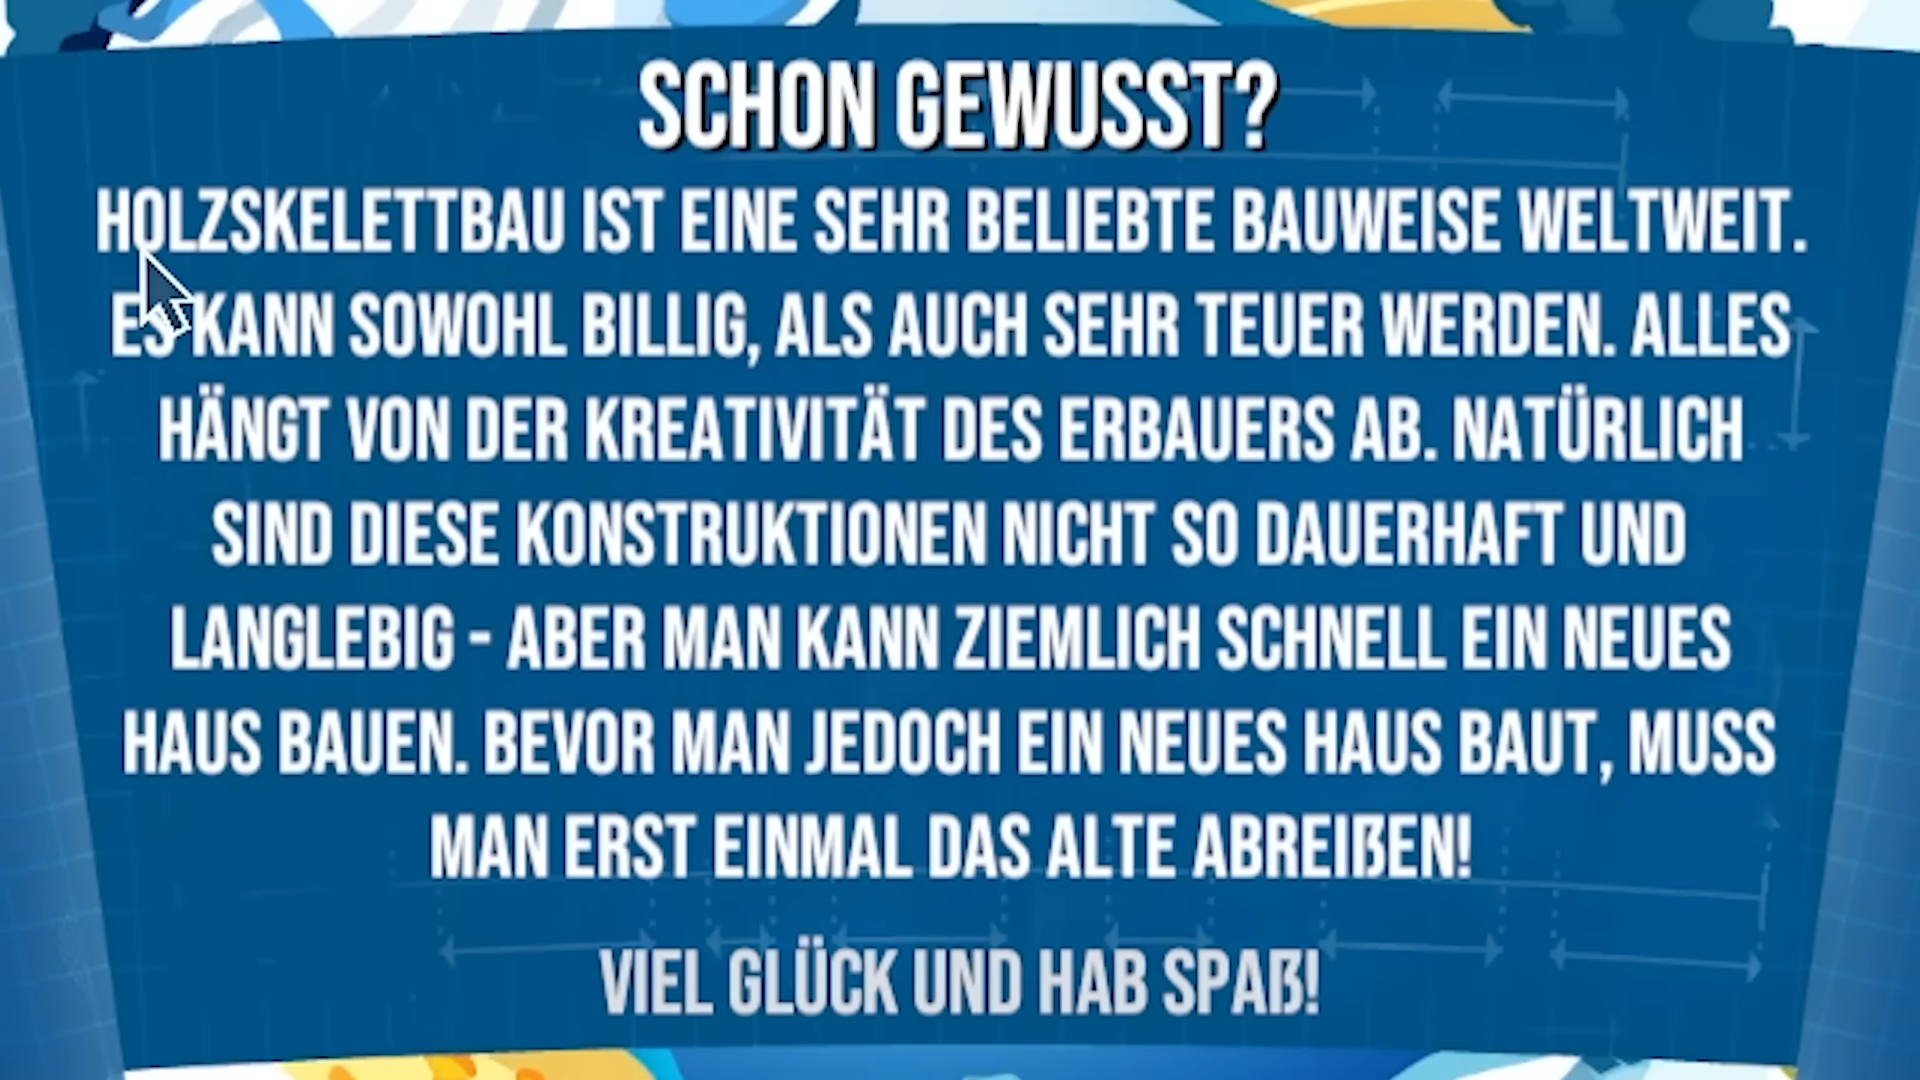 SCHON GEWUSST?
HOLZSKELETTBAU IST EINE SEHR BELIEBTE BAUWEISE WELTWEIT.
ES KANN SOWOHL BILLIG, ALS AUCH SEHR TEUER WERDEN. ALLES
HÄNGT VON DER KREATIVITÄT DES ERBAUERS AB. NATÜRLICH
SIND DIESE KONSTRUKTIONEN NICHT SO DAUERHAFT UND
LANGLEBIG - ABER MAN KANN ZIEMLICH SCHNELL EIN NEUES
HAUS BAUEN. BEVOR MAN JEDOCH EIN NEUES HAUS BAUT, MUSS
MAN ERST EINMAL DAS ALTE ABREIßEN!
VIEL GLÜCK UND HAB SPAß!